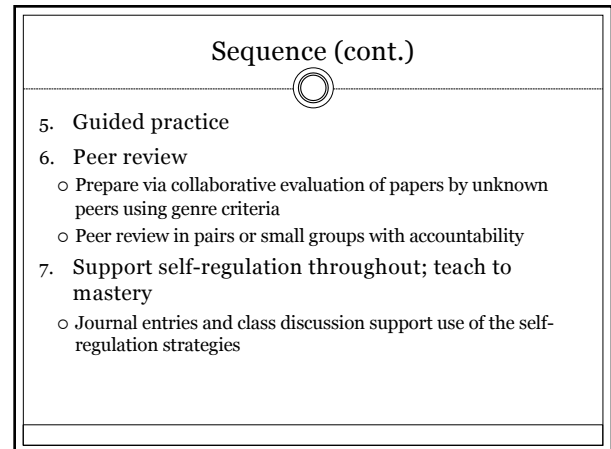 Sequence (cont.)
5. Guided practice
6. Peer review
○ Prepare via collaborative evaluation of papers by unknown
peers using genre criteria
○ Peer review in pairs or small groups with accountability
7. Support self-regulation throughout; teach to
mastery
○ Journal entries and class discussion support use of the self-
regulation strategies